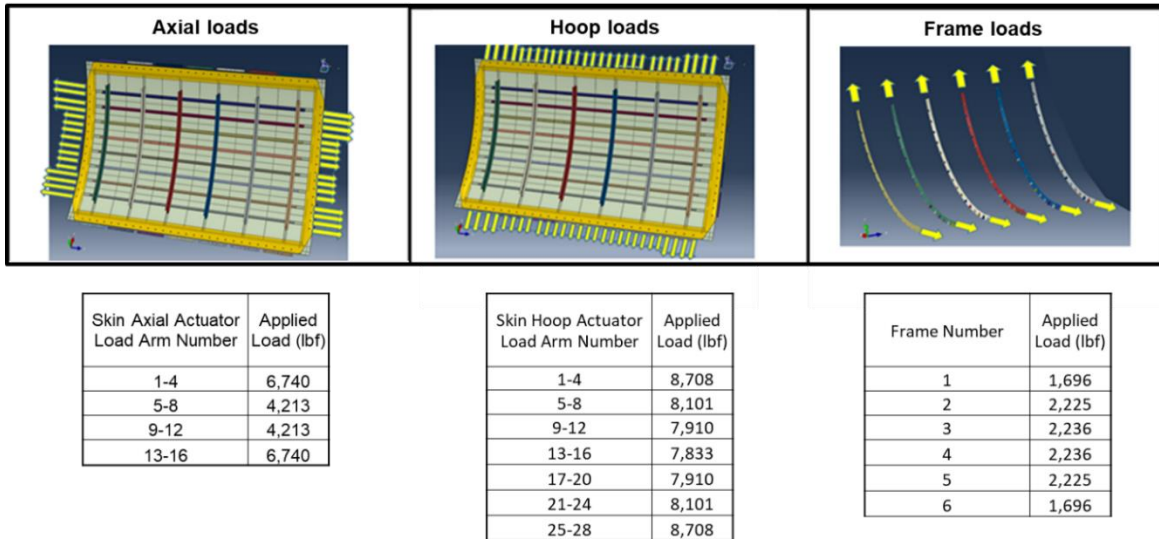 Axial loads
Hoop loads
Frame loads
Skin Axial Actuator
Load Arm Number
Applied
Load (lbf)
1-4 6,740
5-8 4,213
9-12 4,213
13-16 6,740
Skin Hoop Actuator
Load Arm Number
Applied
Load (lbf)
1-4 8,708
5-8 8,101
9-12 7,910
13-16 7,833
17-20 7,910
21-24 8,101
25-28 8,708
Frame Number
Applied
Load (lbf)
1 1,696
2 2,225
3 2,236
4 2,236
5 2,225
6 1,696